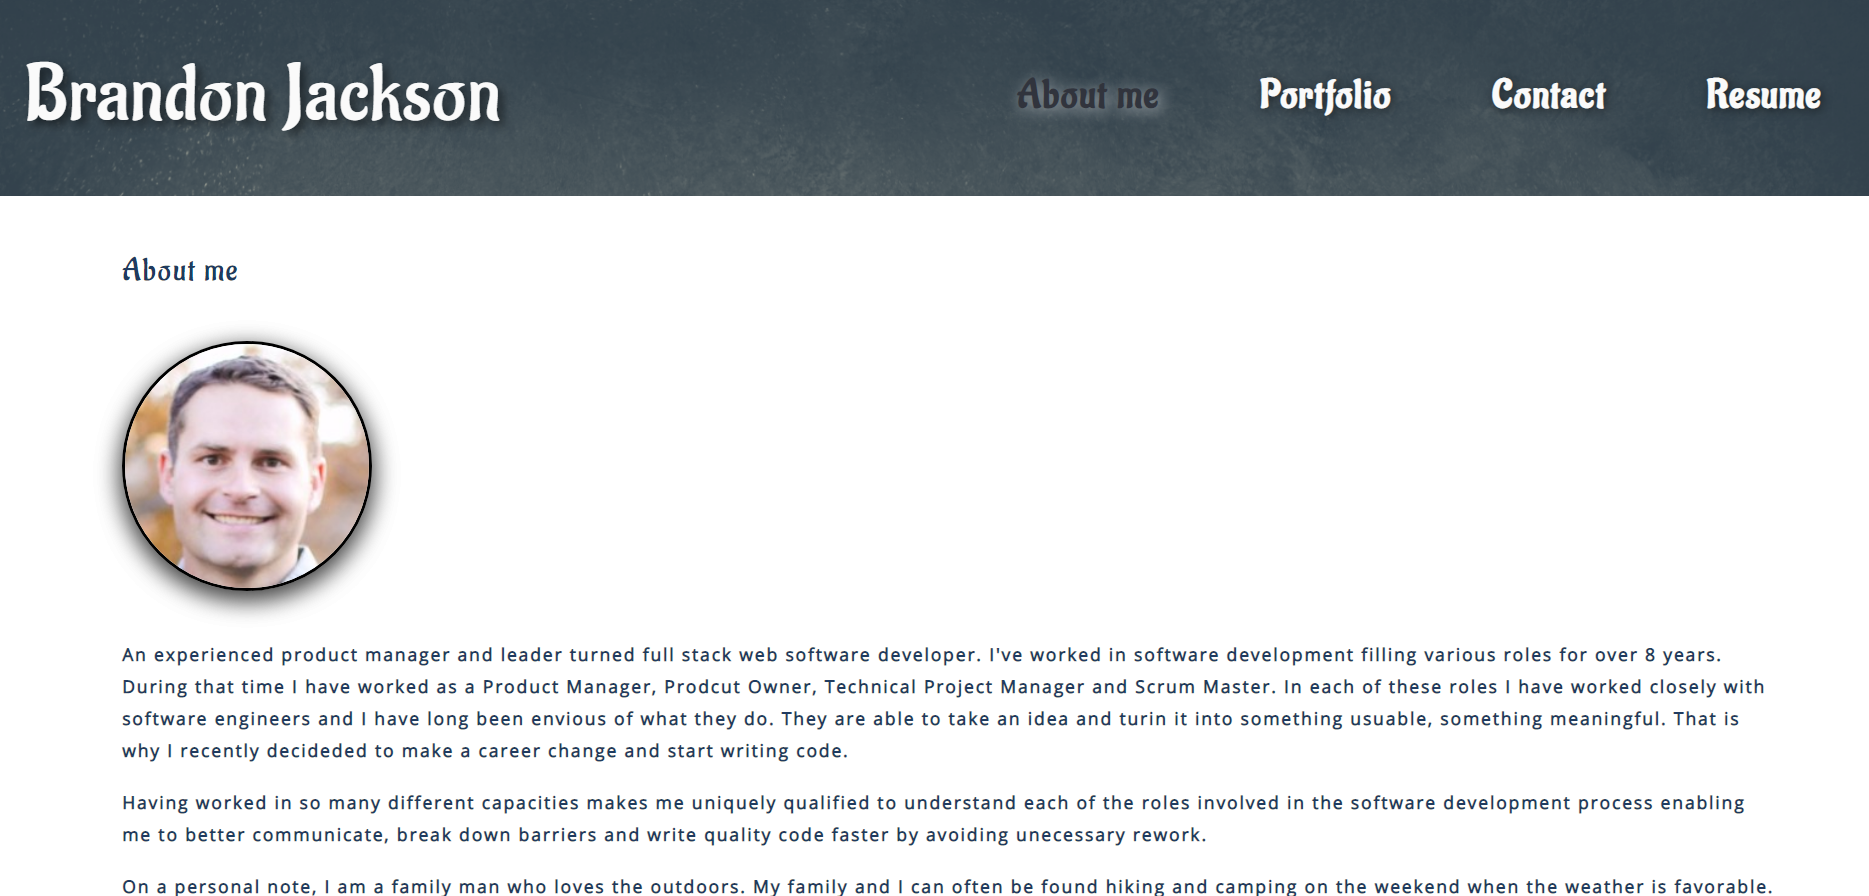 Brandon Jackson
About me Portfolio Contact Resume
About me
An experienced product manager and leader turned full stack web software developer. I've worked in software development filling various roles for over 8 years.
During that time I have worked as a Product Manager, Prodcut Owner, Technical Project Manager and Scrum Master. In each of these roles I have worked closely with
software engineers and I have long been envious of what they do. They are able to take an idea and turin it into something usuable, something meaningful. That is
why I recently decideded to make a career change and start writing code.
Having worked in so many different capacities makes me uniquely qualified to understand each of the roles involved in the software development process enabling
me to better communicate, break down barriers and write quality code faster by avoiding unecessary rework.
On a personal note, I am a family man who loves the outdoors. My family and I can often be found hiking and camping on the weekend when the weather is favorable.